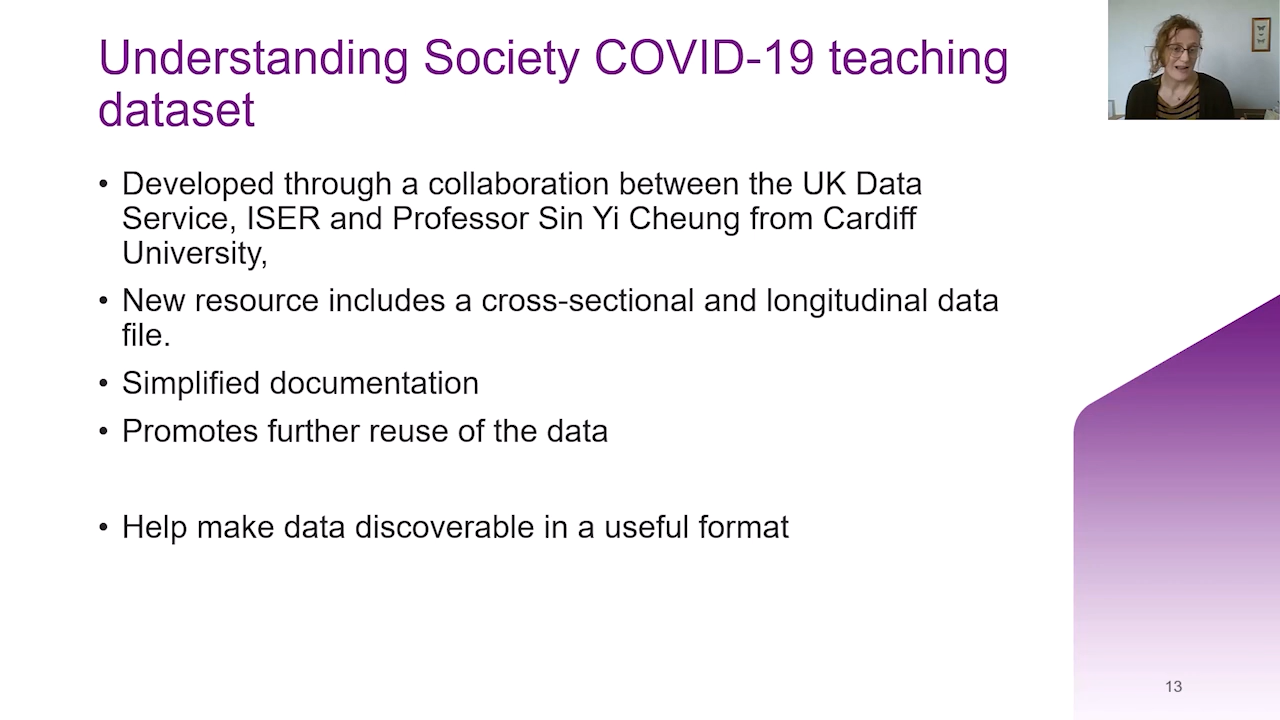 Understanding Society COVID-19 teaching
dataset
• Developed through a collaboration between the UK Data
Service, ISER and Professor Sin Yi Cheung from Cardiff
University,
• New resource includes a cross-sectional and longitudinal data
file.
• Simplified documentation
• Promotes further reuse of the data
• Help make data discoverable in a useful format
13